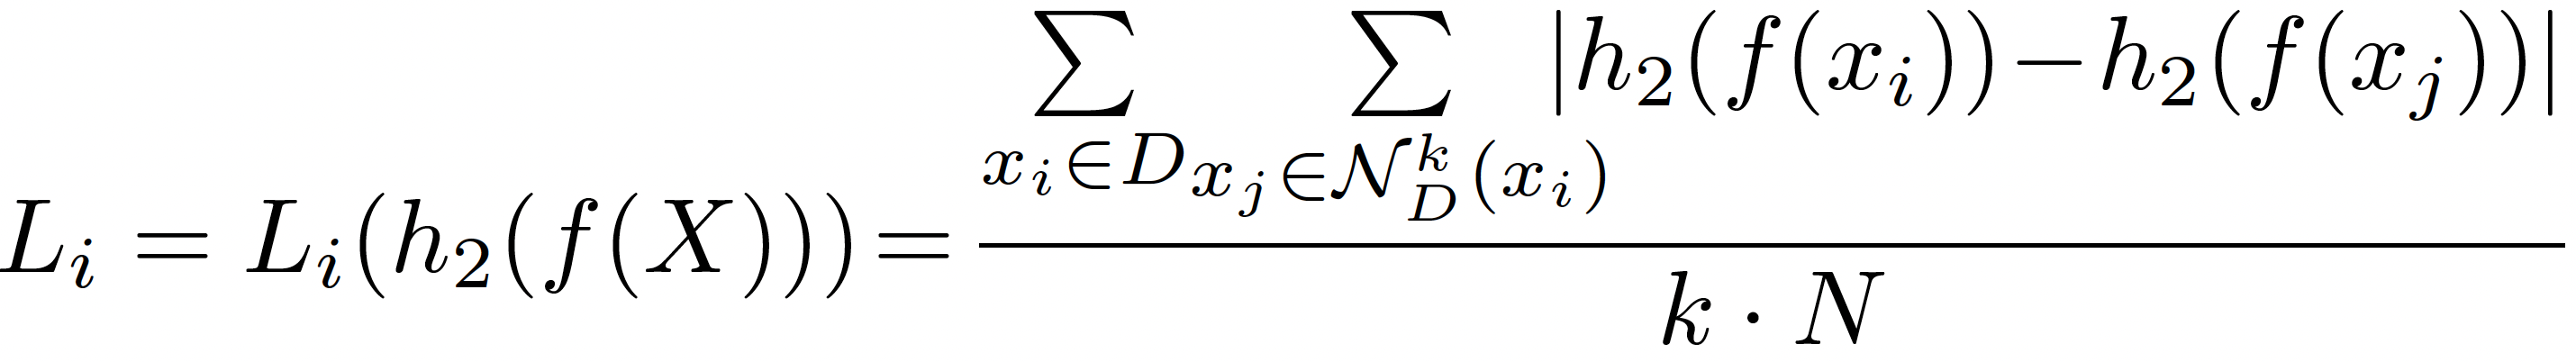 L_i = L_i(h_2(f(X))) = \frac{\sum_{x_i \in D} \sum_{x_j \in \mathcal{N}_D^k(x_i)} |h_2(f(x_i)) - h_2(f(x_j))|}{k \cdot N}